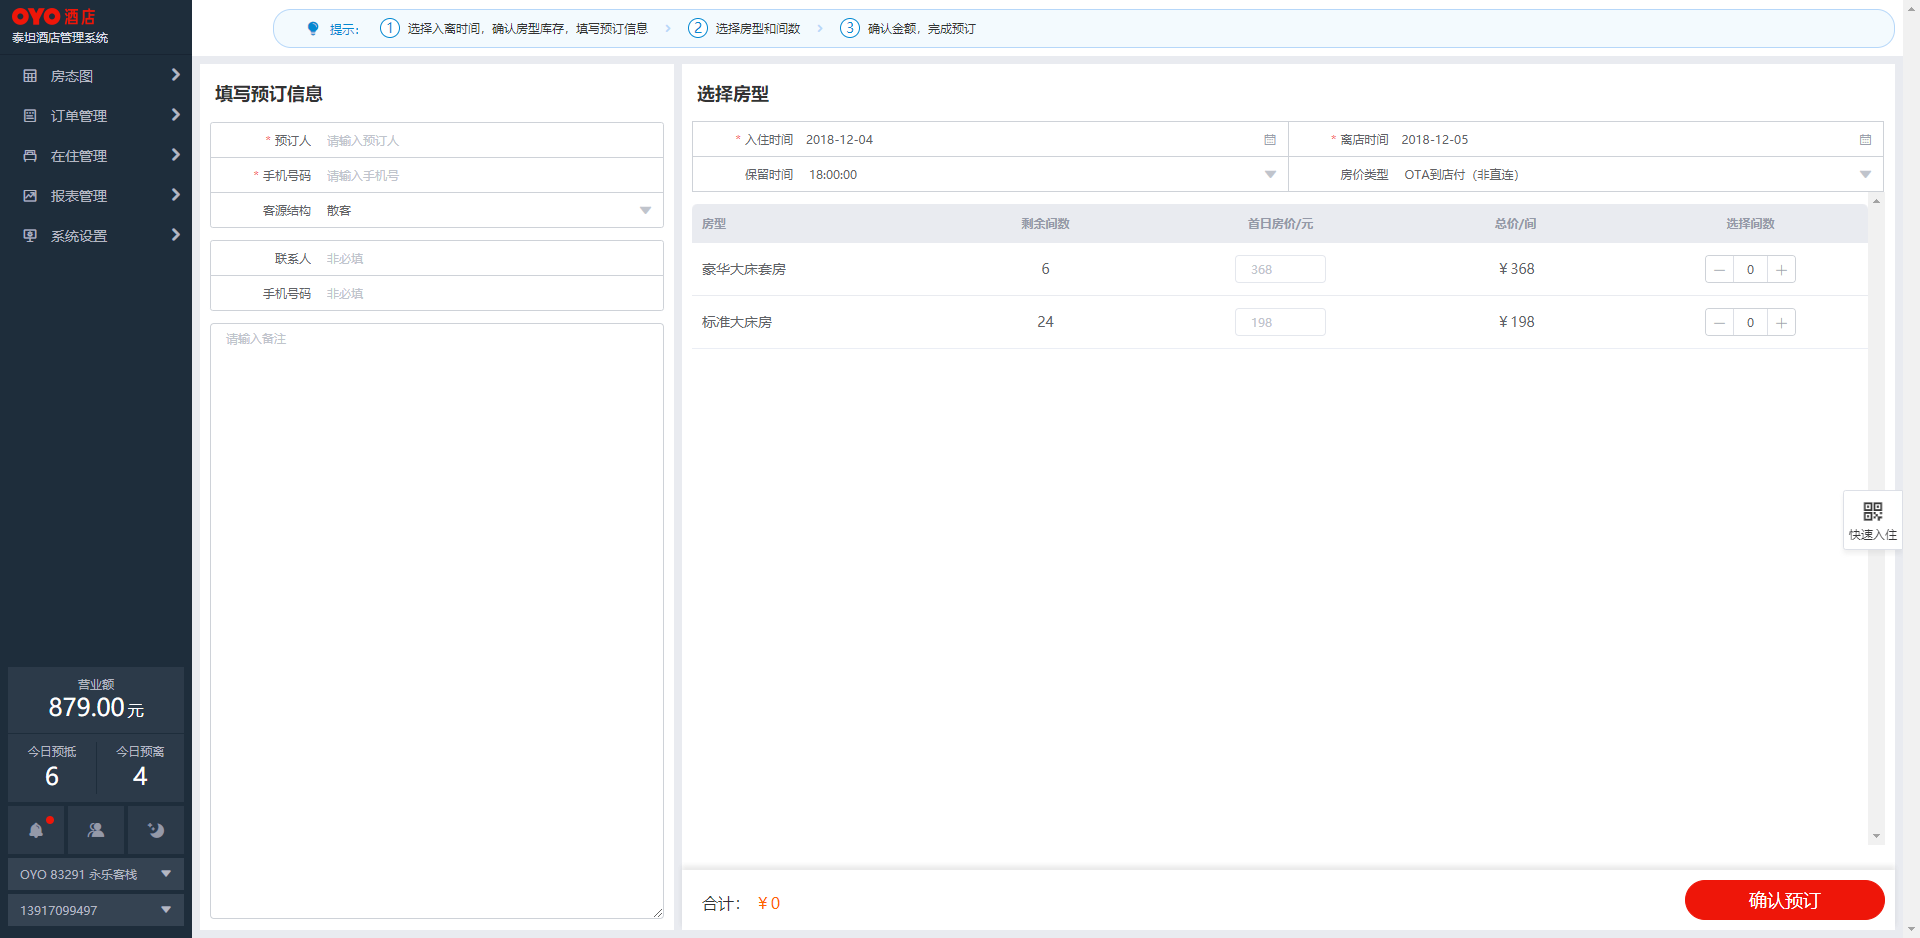 OYO 酒店
泰坦酒店管理系统
房态图
订单管理
在住管理
报表管理
系统设置
营业额
879.00元
今日预抵
6
今日预离
4
OYO 83291 永乐客栈
13917099497
提示： 1 选择入离时间，确认房型库存，填写预订信息 2 选择房型和间数 3 确认金额，完成预订
填写预订信息
* 预订人 请输入预订人
* 手机号码 请输入手机号
客源结构 散客
联系人 非必填
手机号码 非必填
请输入备注
选择房型
* 入住时间 2018-12-04 * 离店时间 2018-12-05
保留时间 18:00:00 房价类型 OTA到店付（非直连）
房型 剩余间数 首日房价/元 总价/间 选择间数
豪华大床套房 6 368 ¥368 0
标准大床房 24 198 ¥198 0
快速入住
合计： ¥0
确认预订